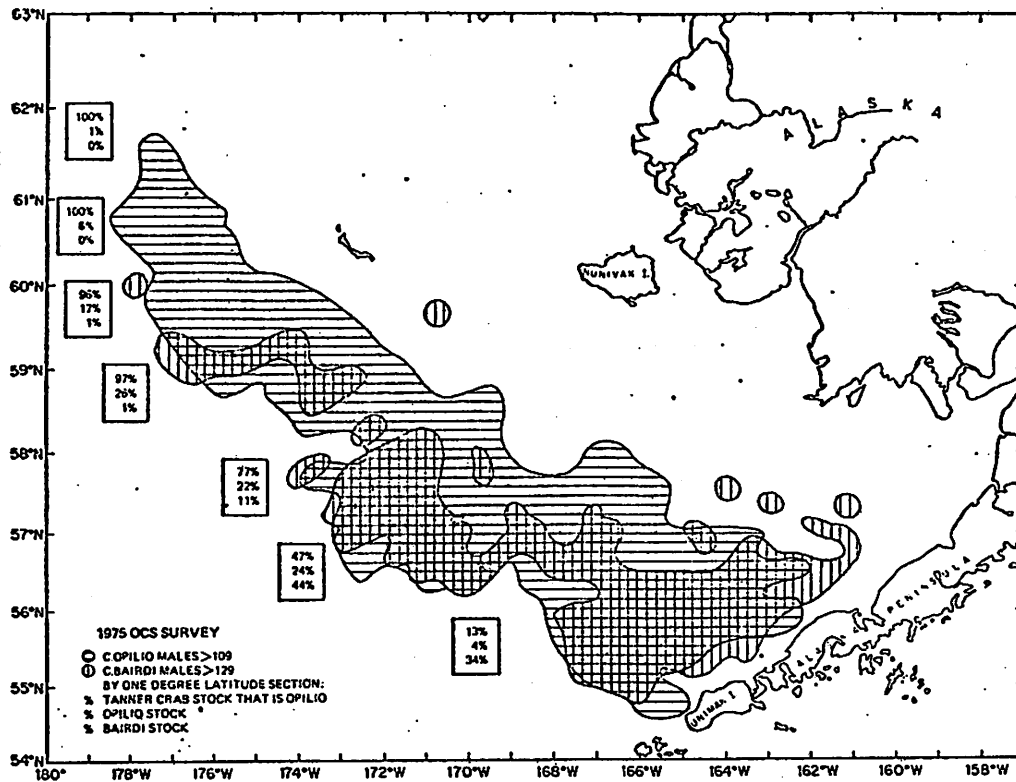 63°N
62°N
61°N
60°N
59°N
58°N
57°N
56°N
55°N
54°N
100%
1%
0%
100%
6%
0%
96%
17%
1%
97%
26%
1%
77%
22%
11%
47%
24%
44%
13%
4%
34%
ALASKA
NUNIVAK I.
PENINSULA
UNIMAK I.
1975 OCS SURVEY
C.OPILIO MALES>109
C.BAIRDI MALES>129
BY ONE DEGREE LATITUDE SECTION:
% TANNER CRAB STOCK THAT IS OPILIO
% OPILIO STOCK
% BAIRDI STOCK
180° 178°W 176°W 174°W 172°W 170°W 168°W 166°W 164°W 162°W 160°W 158°W